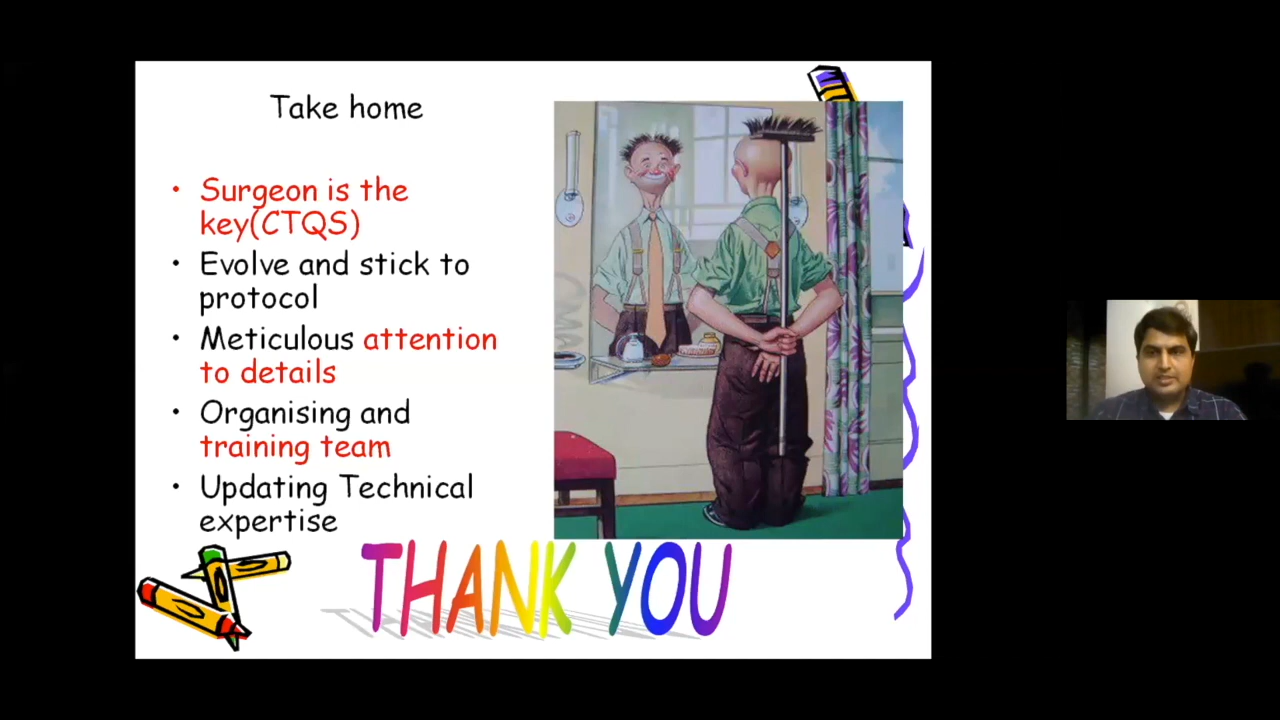 Take home
• Surgeon is the
key(CTQS)
• Evolve and stick to
protocol
• Meticulous attention
to details
• Organising and
training team
• Updating Technical
expertise
THANK YOU